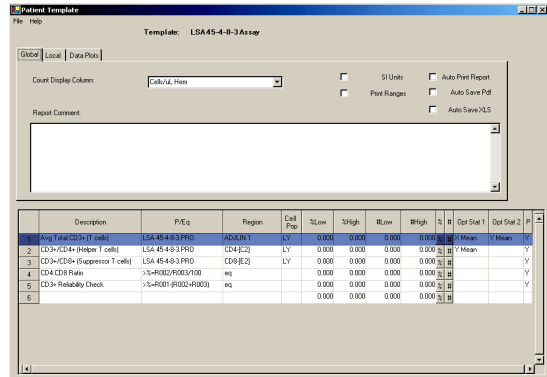 Patient Template
File Help
Template: LSA45-4-8-3 Assay
Global Local Data Plots
Count Display Column: Cells/uL, Hem
SI Units Auto Print Report
Print Ranges Auto Save Pdf
Auto Save XLS
Report Comment
Description P/Eq Region Cell Pop %Low %High #Low #High % # Opt Stat 1 Opt Stat 2 P
1 Avg Total CD3+ (T cells) LSA 45-4-8-3.PRO ADJLIN 1 LY 0.000 0.000 0.000 0.000 % # X Mean Y Mean Y
2 CD3+/CD4+ (Helper T cells) LSA 45-4-8-3.PRO CD4-[C2] LY 0.000 0.000 0.000 0.000 % # Y Mean Y
3 CD3+/CD8+ (Suppressor T cells) LSA 45-4-8-3.PRO CD8-[E2] LY 0.000 0.000 0.000 0.000 % # Y
4 CD4:CD8 Ratio >%=R002/R003/100 eq 0.000 0.000 0.000 0.000 % # Y
5 CD3+ Reliability Check >%=R001-(R002+R003) eq 0.000 0.000 0.000 0.000 % # Y
6 0.000 0.000 0.000 0.000 % #